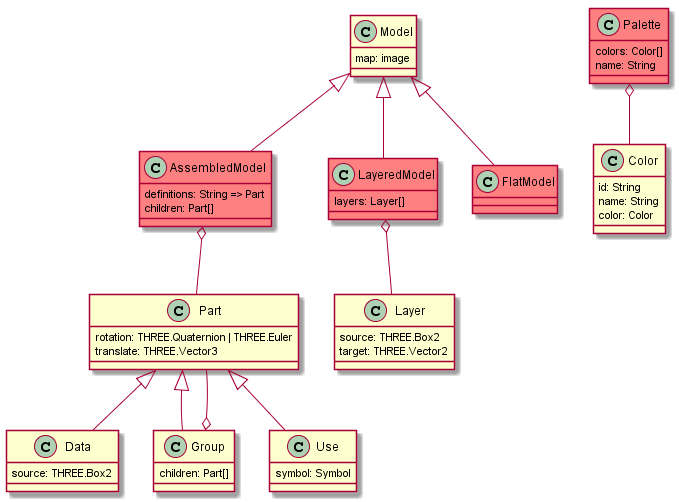 C Model
map: image
C Palette
colors: Color[]
name: String
C AssembledModel
definitions: String => Part
children: Part[]
C LayeredModel
layers: Layer[]
C FlatModel
C Color
id: String
name: String
color: Color
C Part
rotation: THREE.Quaternion | THREE.Euler
translate: THREE.Vector3
C Layer
source: THREE.Box2
target: THREE.Vector2
C Data
source: THREE.Box2
C Group
children: Part[]
C Use
symbol: Symbol